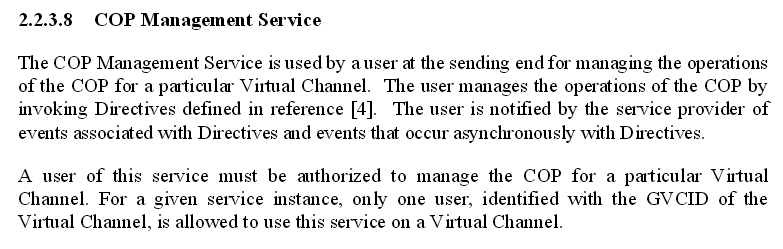 2.2.3.8 COP Management Service
The COP Management Service is used by a user at the sending end for managing the operations
of the COP for a particular Virtual Channel. The user manages the operations of the COP by
invoking Directives defined in reference [4]. The user is notified by the service provider of
events associated with Directives and events that occur asynchronously with Directives.
A user of this service must be authorized to manage the COP for a particular Virtual
Channel. For a given service instance, only one user, identified with the GVCID of the
Virtual Channel, is allowed to use this service on a Virtual Channel.